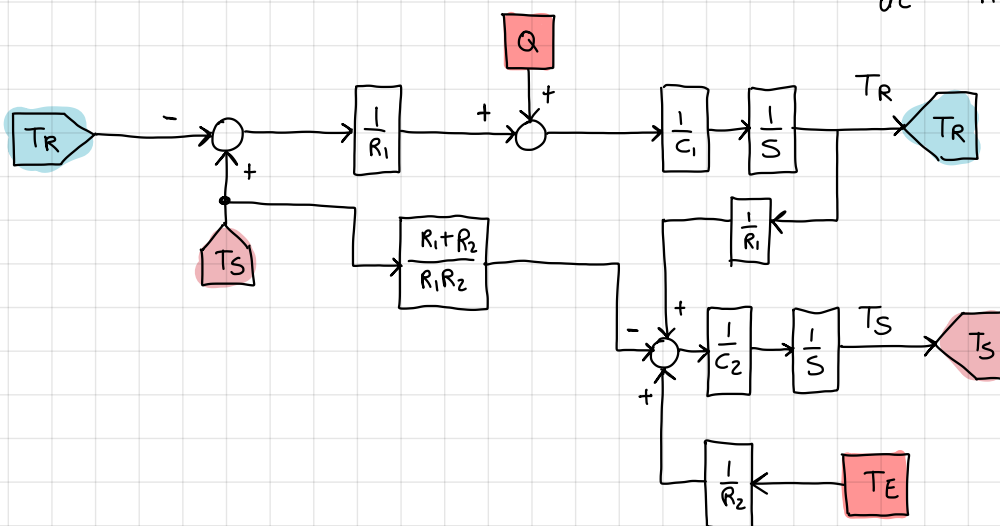 Q
+
T_R
-
+
1/R_1
+
1/C_1
1/S
T_R
T_R
T_S
(R_1+R_2)/(R_1R_2)
1/R_1
-
+
+
1/C_2
1/S
T_S
T_S
1/R_2
T_E